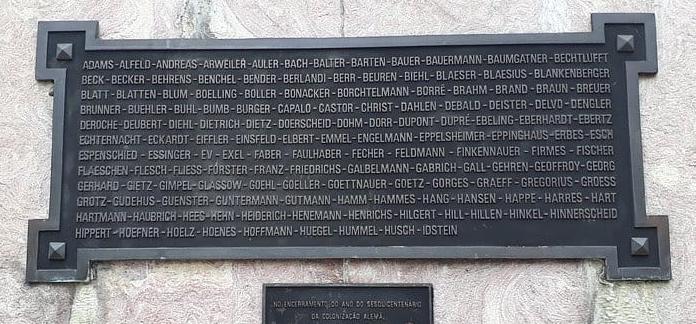 ADAMS-ALFELD-ANDREAS-ARWEILER-AULER-BACH-BALTER-BARTEN-BAUER-BAUERMANN-BAUMGATNER-BECHTLUFFT
BECK-BECKER-BEHRENS-BENCHEL-BENDER-BERLANDI-BERR-BEUREN-BIEHL-BLAESER-BLAESIUS-BLANKENBERGER
BLATT-BLATTEN-BLUM-BOELLING-BOLLER-BONACKER-BORCHTELMANN-BORRÉ-BRAHM-BRAND-BRAUN-BREUER
BRUNNER-BUEHLER-BUHL-BUMB-BURGER-CAPALO-CASTOR-CHRIST-DAHLEN-DEBALD-DEISTER-DELVO-DENGLER
DEROCHE-DEUBERT-DIEHL-DIETRICH-DIETZ-DOERSCHEID-DOHM-DORR-DUPONT-DUPRÉ-EBELING-EBERHARDT-EBERTZ
ECHTERNACHT-ECKARDT-EIFFLER-EINSFELD-ELBERT-EMMEL-ENGELMANN-EPPELSHEIMER-EPPINGHAUS-ERBES-ESCH
ESPENSCHIED-ESSINGER-EV-EXEL-FABER-FAULHABER-FECHER-FELDMANN-FINKENNAUER-FIRMES-FISCHER
FLAESCHEN-FLESCH-FLIESS-FÖRSTER-FRANZ-FRIEDRICHS-GALBELMANN-GABRICH-GALL-GEHREN-GEOFFROY-GEORG
GERHARD-GIETZ-GIMPEL-GLASSOW-GOEHL-GOELLER-GOETTNAUER-GOETZ-GORGES-GRAEFF-GREGORIUS-GROESS
GROTZ-GUDEHUS-GUENSTER-GUNTERMANN-GUTMANN-HAMM-HAMMES-HANG-HANSEN-HAPPE-HARRES-HART
HARTMANN-HAUBRICH-HEES-HEHN-HEIDERICH-HENEMANN-HENRICHS-HILGERT-HILL-HILLEN-HINKEL-HINNERSCHEID
HIPPERT-HOEFNER-HOELZ-HOENES-HOFFMANN-HUEGEL-HUMMEL-HUSCH-IDSTEIN
NO ENCERRAMENTO DO ANO DO SESQUICENTENÁRIO
DA COLONIZAÇÃO ALEMÃ,